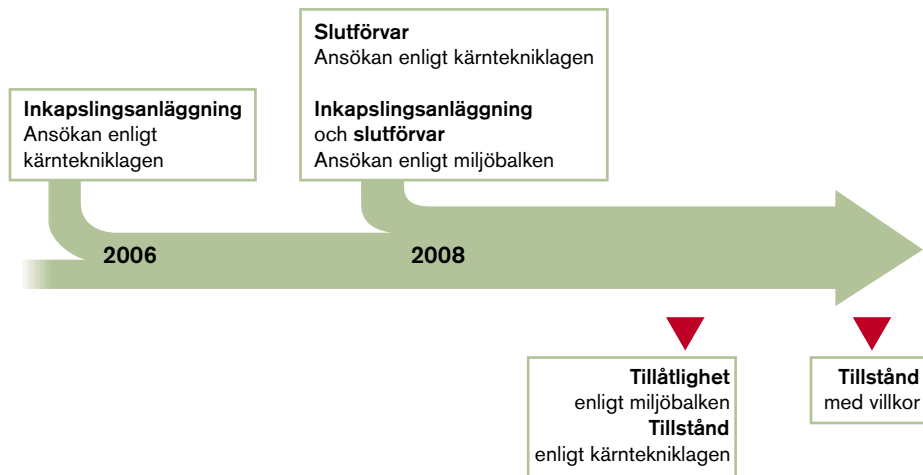 Slutförvar
Ansökan enligt kärntekniklagen
Inkapslingsanläggning
och slutförvar
Ansökan enligt miljöbalken
Inkapslingsanläggning
Ansökan enligt
kärntekniklagen
2006
2008
Tillåtlighet
enligt miljöbalken
Tillstånd
enligt kärntekniklagen
Tillstånd
med villkor